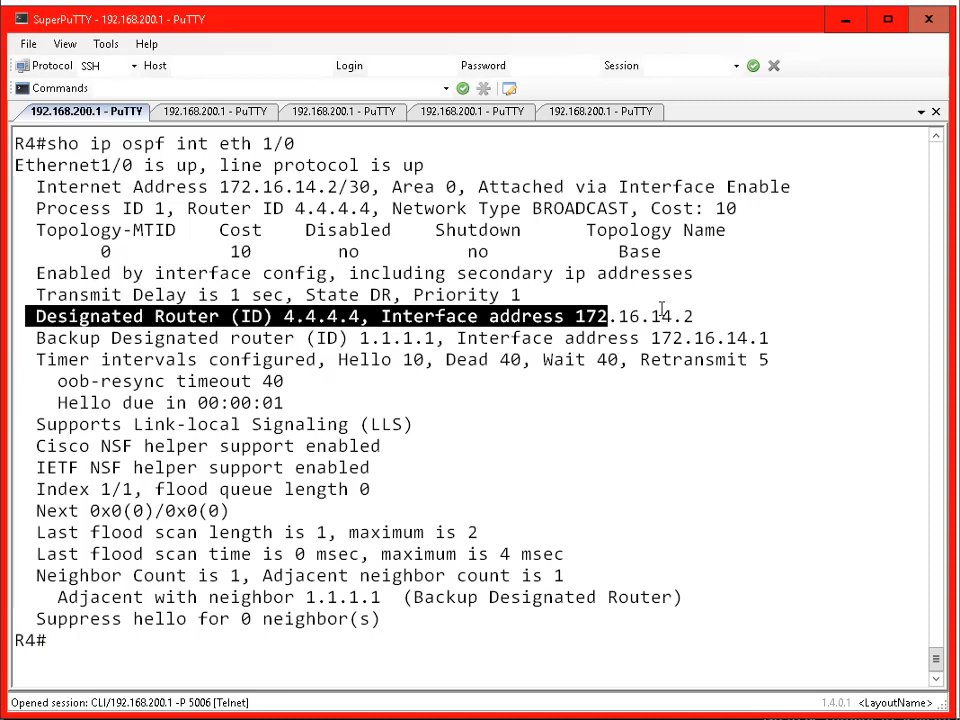 SuperPuTTY - 192.168.200.1 - PuTTY
File View Tools Help
Protocol SSH Host Login Password Session
Commands
192.168.200.1 - PuTTY 192.168.200.1 - PuTTY 192.168.200.1 - PuTTY 192.168.200.1 - PuTTY 192.168.200.1 - PuTTY
R4#sho ip ospf int eth 1/0
Ethernet1/0 is up, line protocol is up
Internet Address 172.16.14.2/30, Area 0, Attached via Interface Enable
Process ID 1, Router ID 4.4.4.4, Network Type BROADCAST, Cost: 10
Topology-MTID Cost Disabled Shutdown Topology Name
0 10 no no Base
Enabled by interface config, including secondary ip addresses
Transmit Delay is 1 sec, State DR, Priority 1
Designated Router (ID) 4.4.4.4, Interface address 172.16.14.2
Backup Designated router (ID) 1.1.1.1, Interface address 172.16.14.1
Timer intervals configured, Hello 10, Dead 40, Wait 40, Retransmit 5
oob-resync timeout 40
Hello due in 00:00:01
Supports Link-local Signaling (LLS)
Cisco NSF helper support enabled
IETF NSF helper support enabled
Index 1/1, flood queue length 0
Next 0x0(0)/0x0(0)
Last flood scan length is 1, maximum is 2
Last flood scan time is 0 msec, maximum is 4 msec
Neighbor Count is 1, Adjacent neighbor count is 1
Adjacent with neighbor 1.1.1.1 (Backup Designated Router)
Suppress hello for 0 neighbor(s)
R4#
Opened session: CLI/192.168.200.1 -P 5006 [Telnet] 1.4.0.1 <LayoutName>